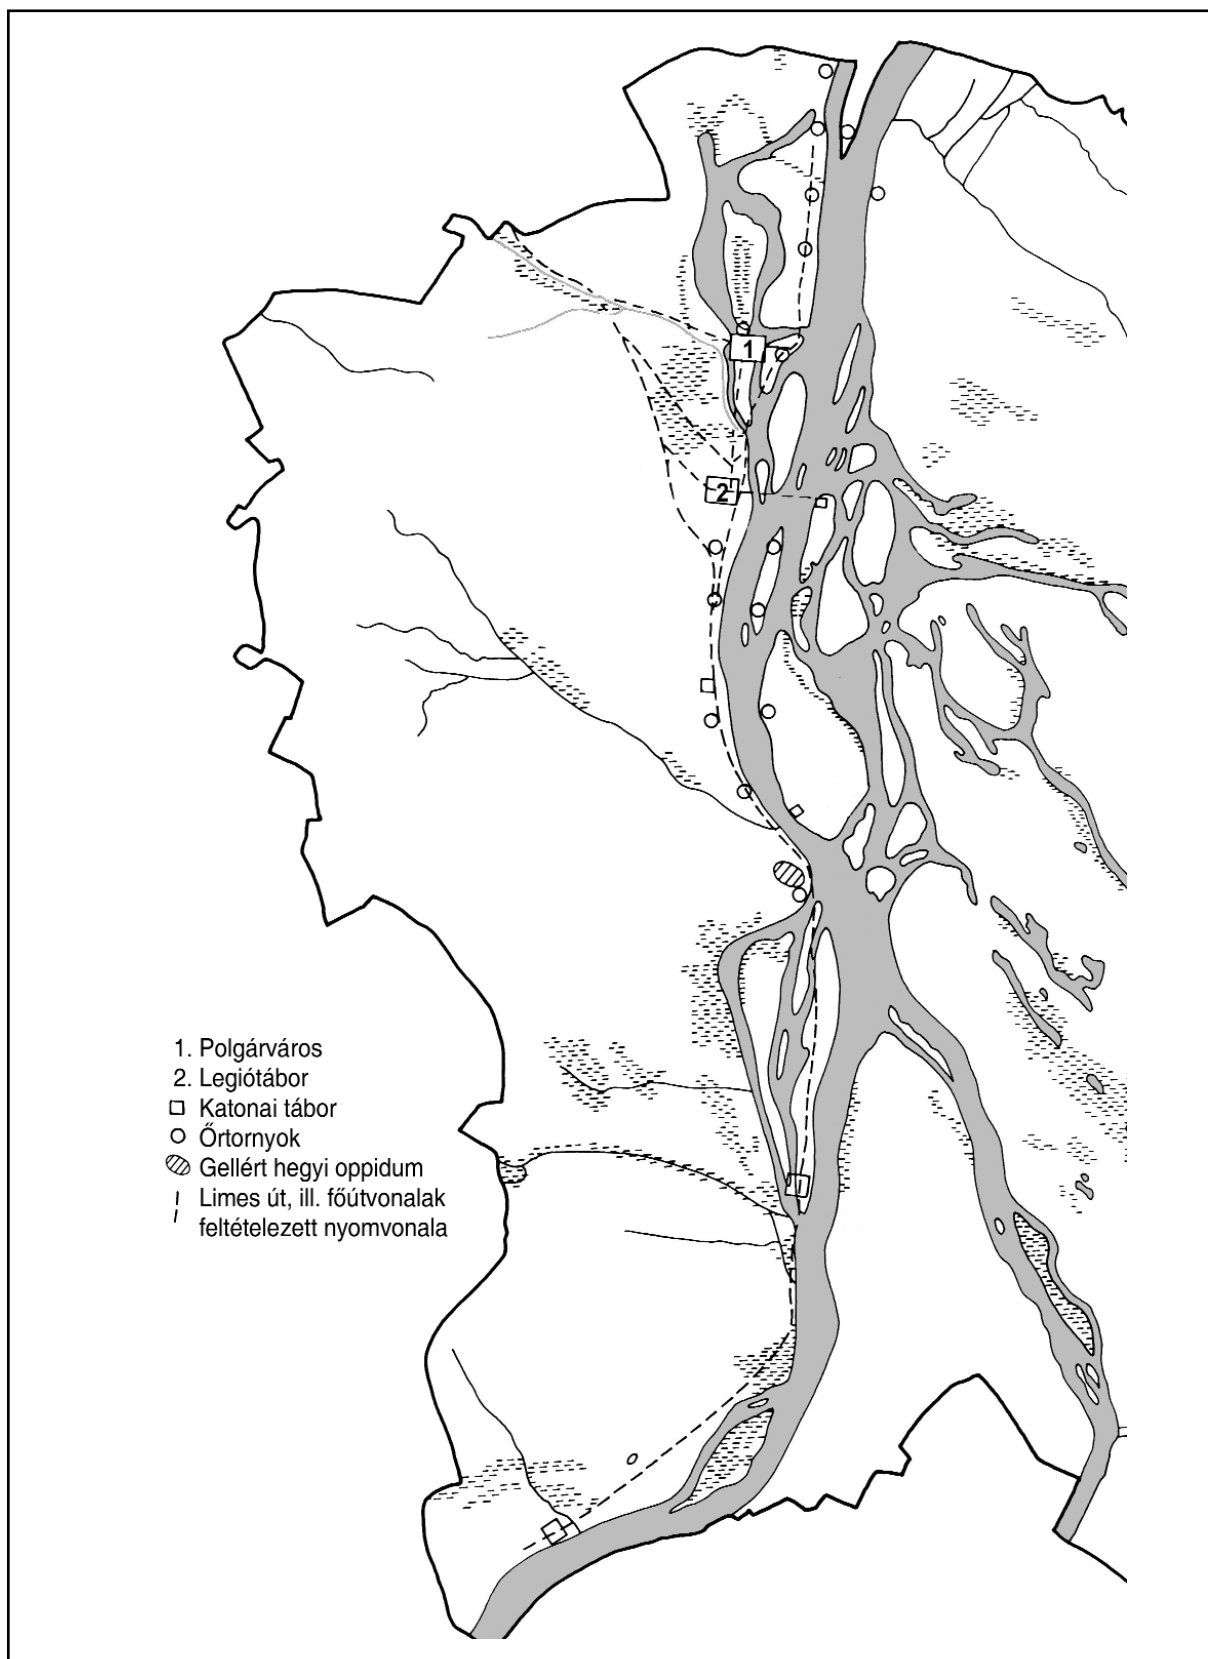 1
2
1. Polgárváros
2. Legiótábor
Katonai tábor
Őrtornyok
Gellért hegyi oppidum
Limes út, ill. főútvonalak
feltételezett nyomvonala